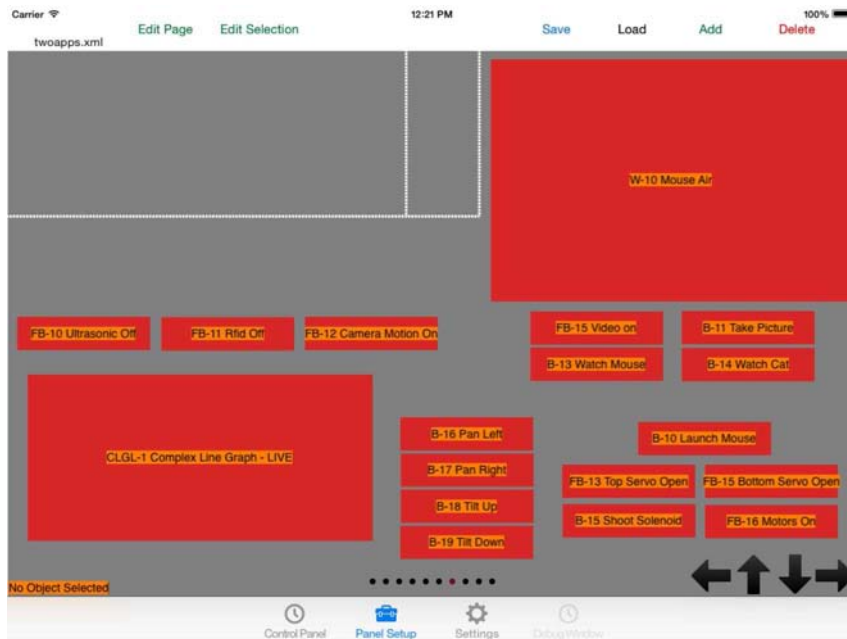 Carrier 12:21 PM 100%
twoapps.xml Edit Page Edit Selection Save Load Add Delete
W-10 Mouse Air
FB-10 Ultrasonic Off FB-11 Rfid Off FB-12 Camera Motion On FB-15 Video on B-11 Take Picture
B-13 Watch Mouse B-14 Watch Cat
B-16 Pan Left B-10 Launch Mouse
CLGL-1 Complex Line Graph - LIVE
B-17 Pan Right FB-13 Top Servo Open FB-15 Bottom Servo Open
B-18 Tilt Up B-15 Shoot Solenoid FB-16 Motors On
B-19 Tilt Down
No Object Selected
Control Panel Panel Setup Settings Debug Window